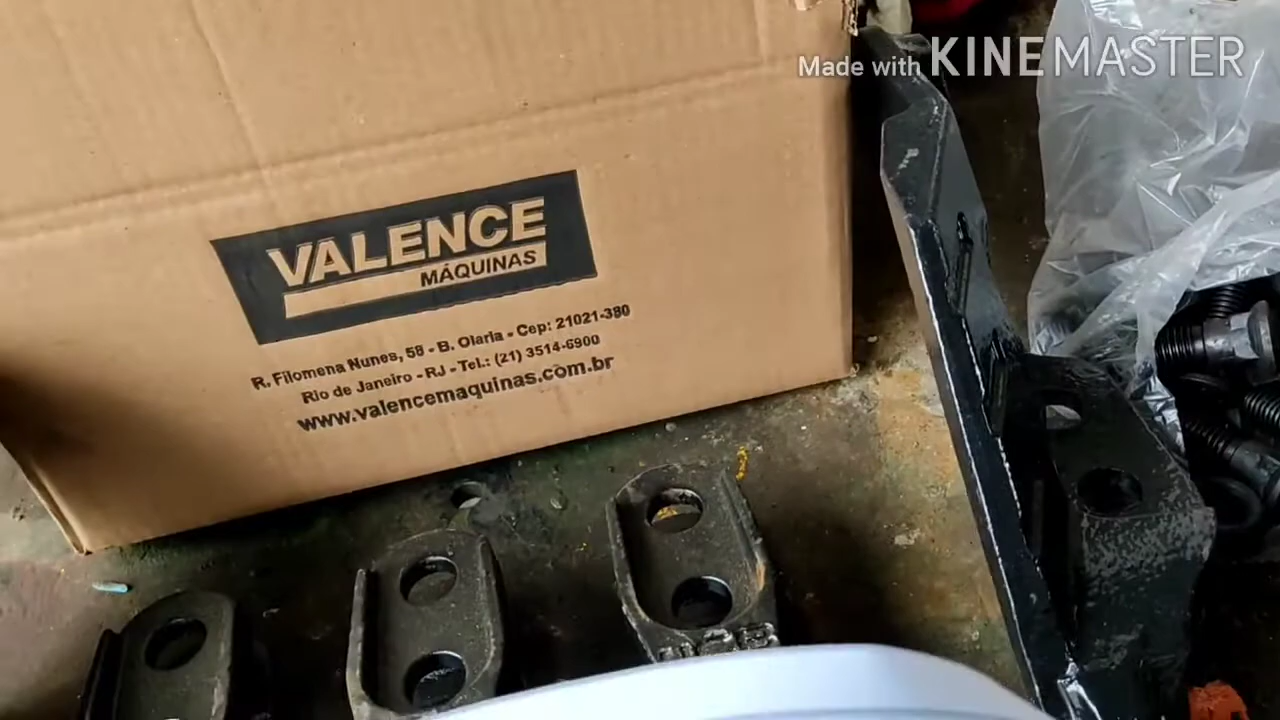 Made with KINEMASTER
VALENCE
MÁQUINAS
R. Filomena Nunes, 58 - B. Olaria - Cep: 21021-380
Rio de Janeiro - RJ - Tel.: (21) 3514-6900
www.valencemaquinas.com.br